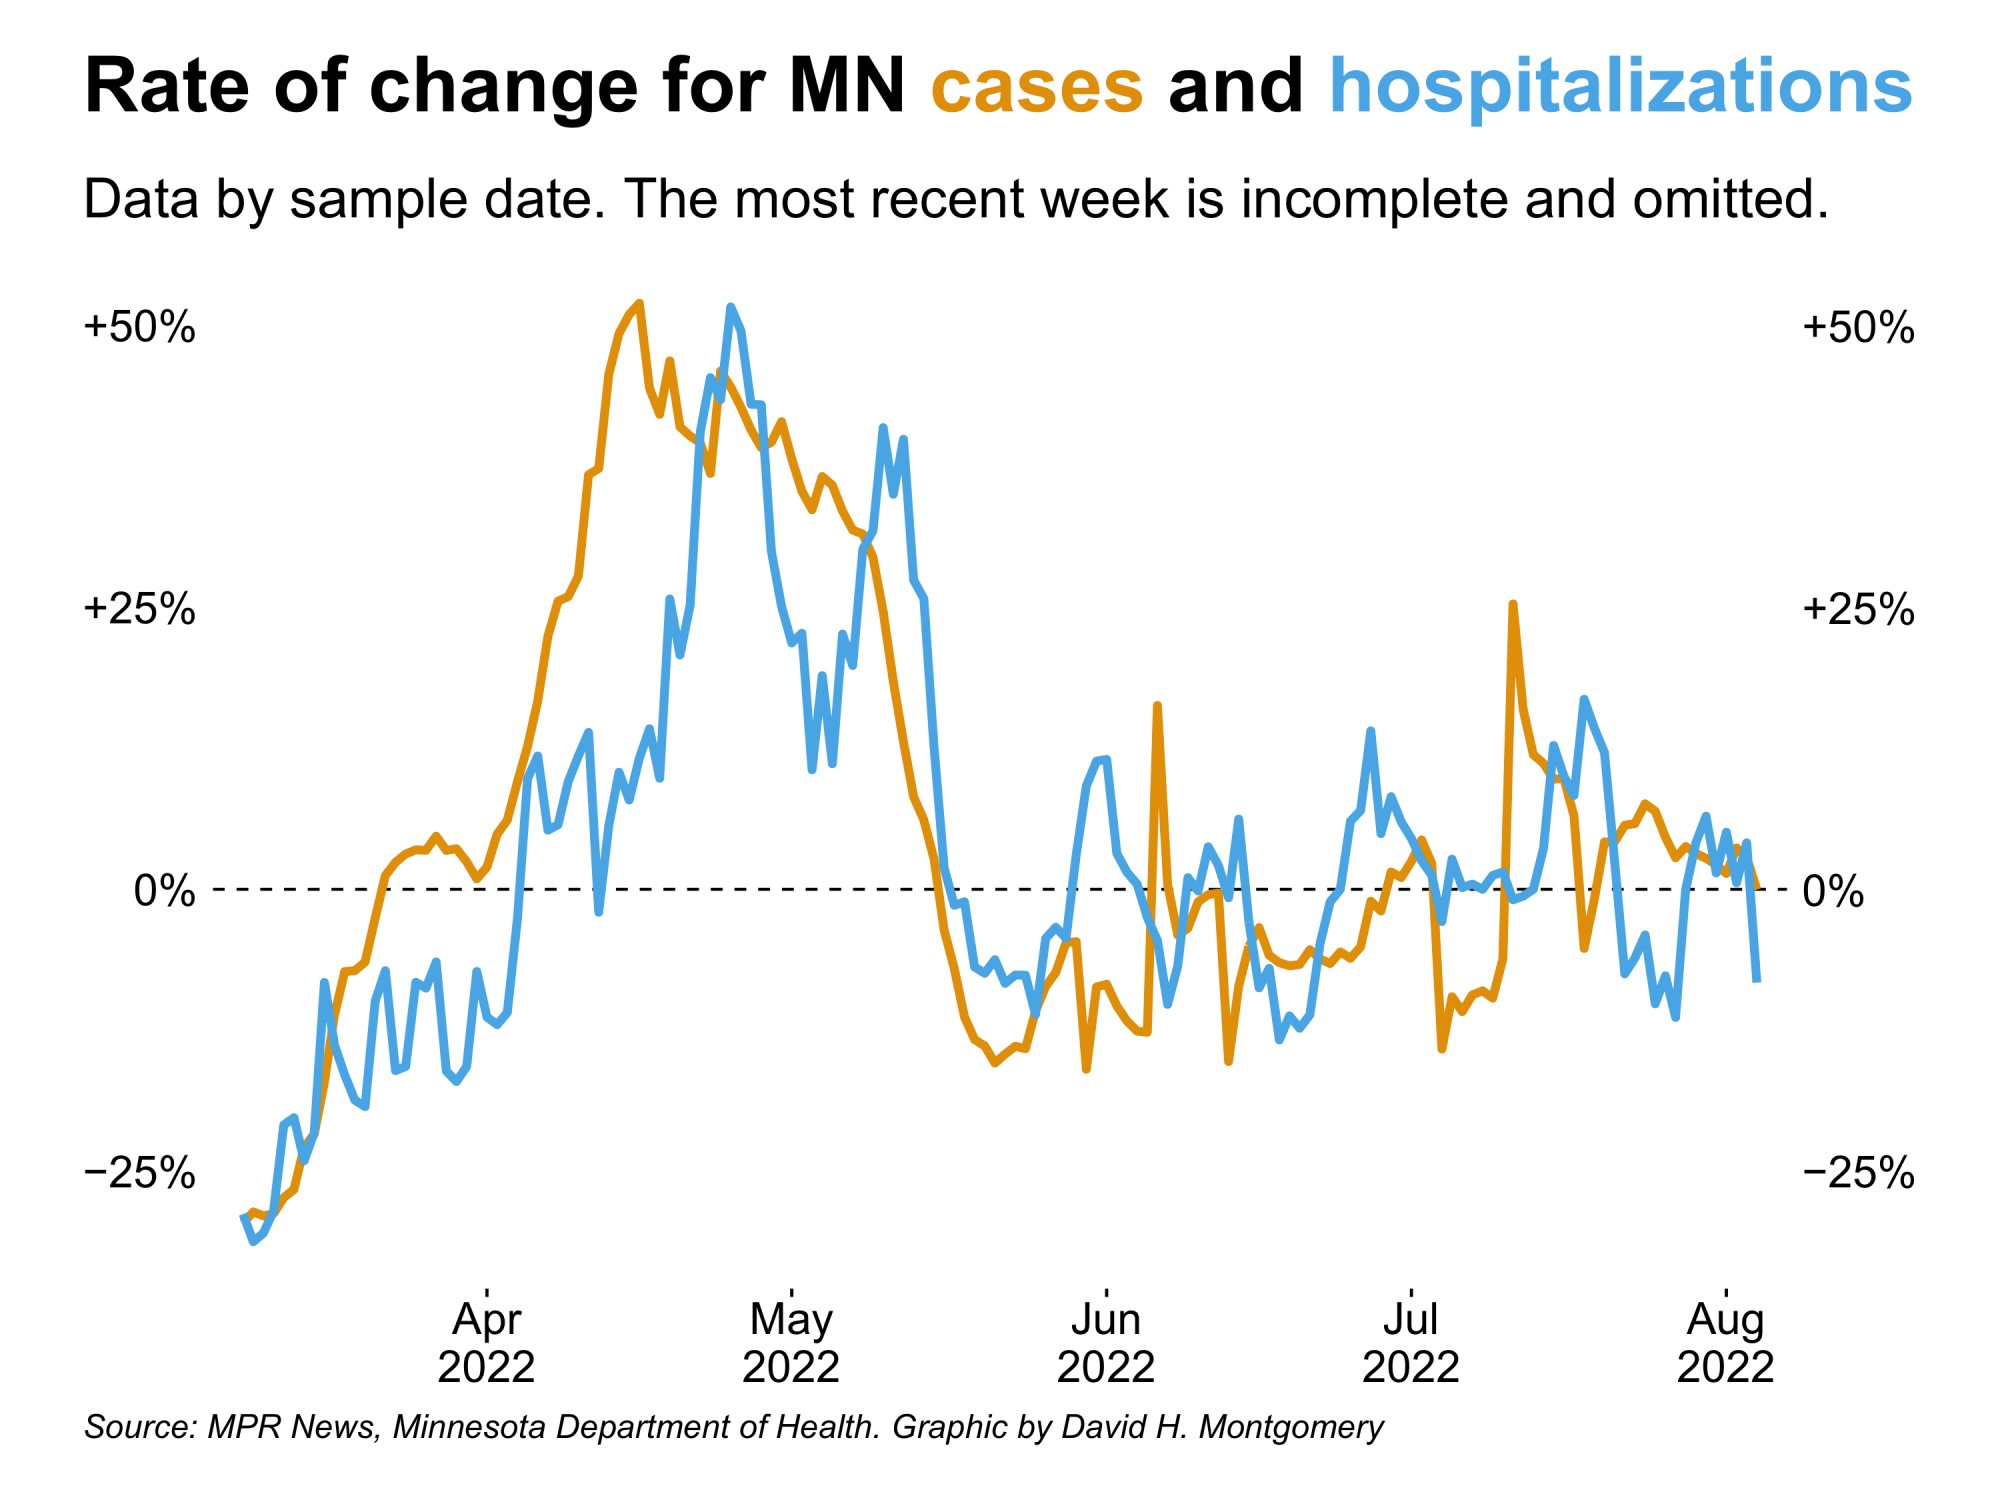 Rate of change for MN cases and hospitalizations
Data by sample date. The most recent week is incomplete and omitted.
+50% +50%
+25% +25%
0% 0%
−25% −25%
Apr May Jun Jul Aug
2022 2022 2022 2022 2022
Source: MPR News, Minnesota Department of Health. Graphic by David H. Montgomery